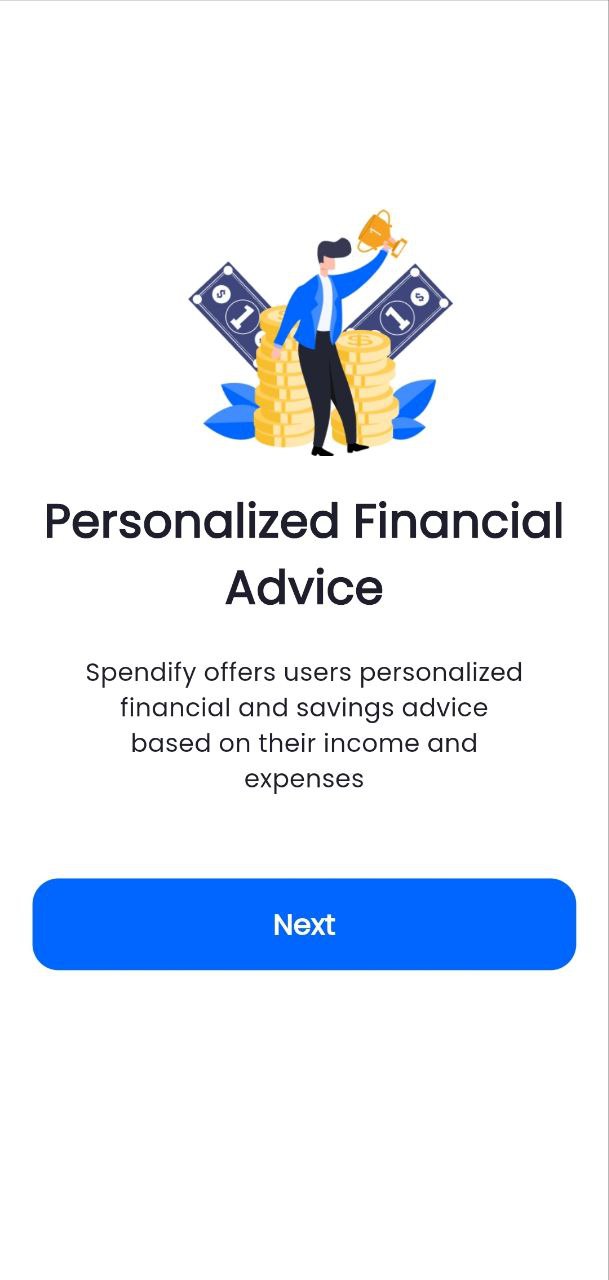 Personalized Financial
Advice
Spendify offers users personalized
financial and savings advice
based on their income and
expenses
Next